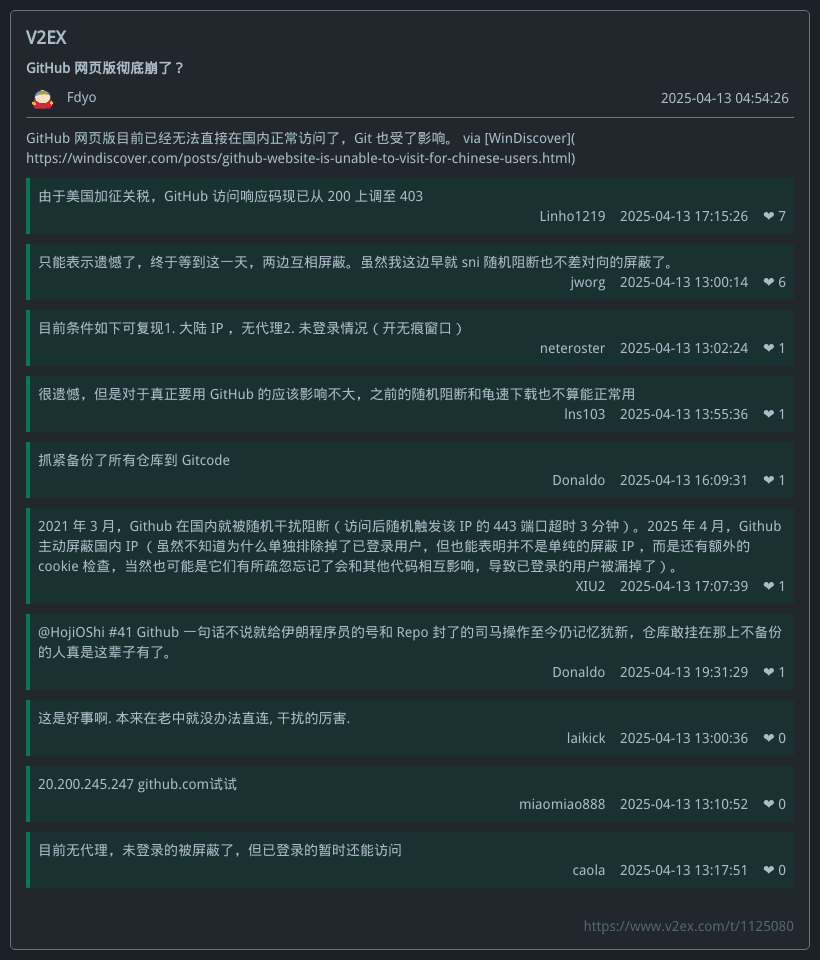 V2EX
GitHub 网页版彻底崩了？
Fdyo 2025-04-13 04:54:26
GitHub 网页版目前已经无法直接在国内正常访问了，Git 也受了影响。 via [WinDiscover](
https://windiscover.com/posts/github-website-is-unable-to-visit-for-chinese-users.html)
由于美国加征关税，GitHub 访问响应码现已从 200 上调至 403
Linho1219 2025-04-13 17:15:26 ❤ 7
只能表示遗憾了，终于等到这一天，两边互相屏蔽。虽然我这边早就 sni 随机阻断也不差对向的屏蔽了。
jworg 2025-04-13 13:00:14 ❤ 6
目前条件如下可复现1. 大陆 IP ，无代理2. 未登录情况（ 开无痕窗口 ）
neteroster 2025-04-13 13:02:24 ❤ 1
很遗憾，但是对于真正要用 GitHub 的应该影响不大，之前的随机阻断和龟速下载也不算能正常用
lns103 2025-04-13 13:55:36 ❤ 1
抓紧备份了所有仓库到 Gitcode
Donaldo 2025-04-13 16:09:31 ❤ 1
2021 年 3 月，Github 在国内就被随机干扰阻断（ 访问后随机触发该 IP 的 443 端口超时 3 分钟 ）。2025 年 4 月，Github
主动屏蔽国内 IP （ 虽然不知道为什么单独排除掉了已登录用户，但也能表明并不是单纯的屏蔽 IP ，而是还有额外的
cookie 检查，当然也可能是它们有所疏忽忘记了会和其他代码相互影响，导致已登录的用户被漏掉了 ）。
XIU2 2025-04-13 17:07:39 ❤ 1
@HojiOShi #41 Github 一句话不说就给伊朗程序员的号和 Repo 封了的司马操作至今仍记忆犹新，仓库敢挂在那上不备份
的人真是这辈子有了。
Donaldo 2025-04-13 19:31:29 ❤ 1
这是好事啊. 本来在老中就没办法直连, 干扰的厉害.
laikick 2025-04-13 13:00:36 ❤ 0
20.200.245.247 github.com试试
miaomiao888 2025-04-13 13:10:52 ❤ 0
目前无代理，未登录的被屏蔽了，但已登录的暂时还能访问
caola 2025-04-13 13:17:51 ❤ 0
https://www.v2ex.com/t/1125080